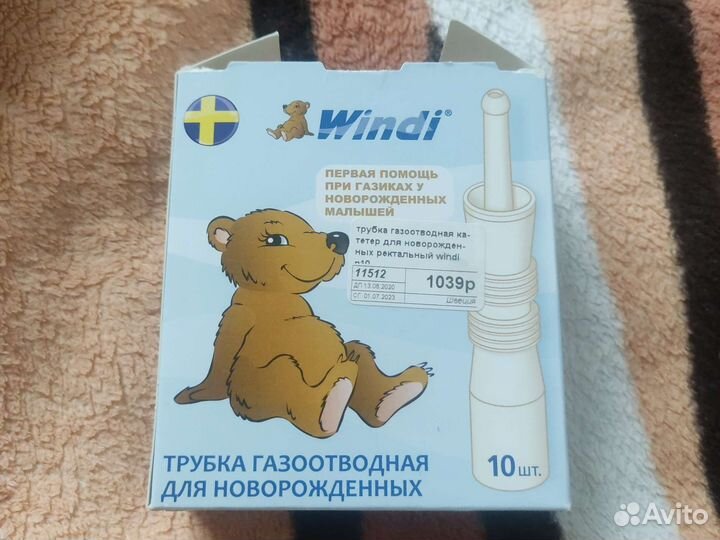 Windi®
ПЕРВАЯ ПОМОЩЬ
ПРИ ГАЗИКАХ У
НОВОРОЖДЕННЫХ
МАЛЫШЕЙ
трубка газоотводная ка-
тетер для новорожден-
ных ректальный windi
n10
11512
ДП 13.08.2020
СГ 01.07.2023
1039р
Швеция
ТРУБКА ГАЗООТВОДНАЯ
ДЛЯ НОВОРОЖДЕННЫХ
10 шт.
Avito